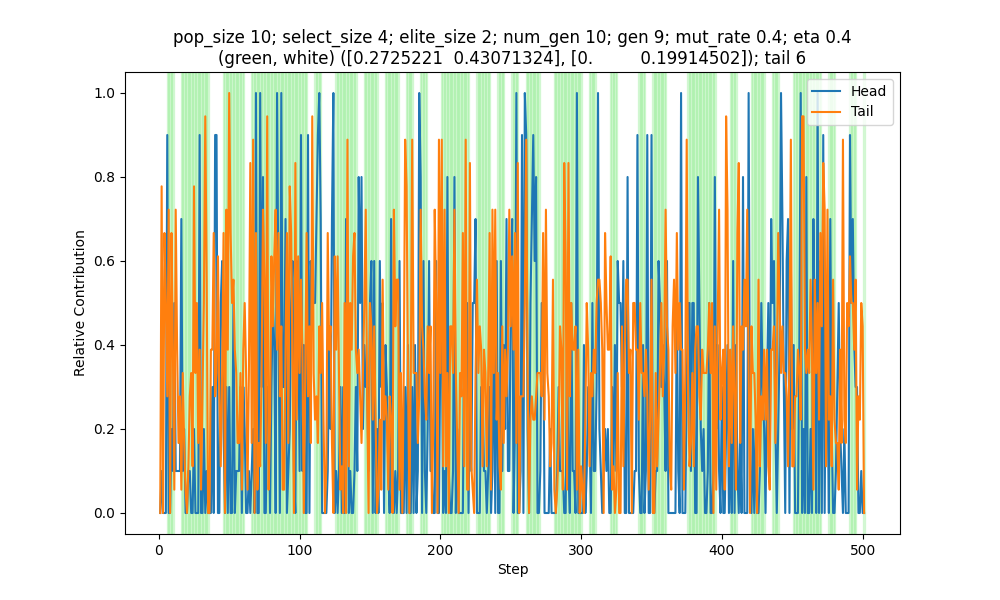 pop_size 10; select_size 4; elite_size 2; num_gen 10; gen 9; mut_rate 0.4; eta 0.4
(green, white) ([0.2725221  0.43071324], [0.         0.19914502]); tail 6
Head
Tail
1.0
0.8
0.6
0.4
0.2
0.0
Relative Contribution
0 100 200 300 400 500
Step